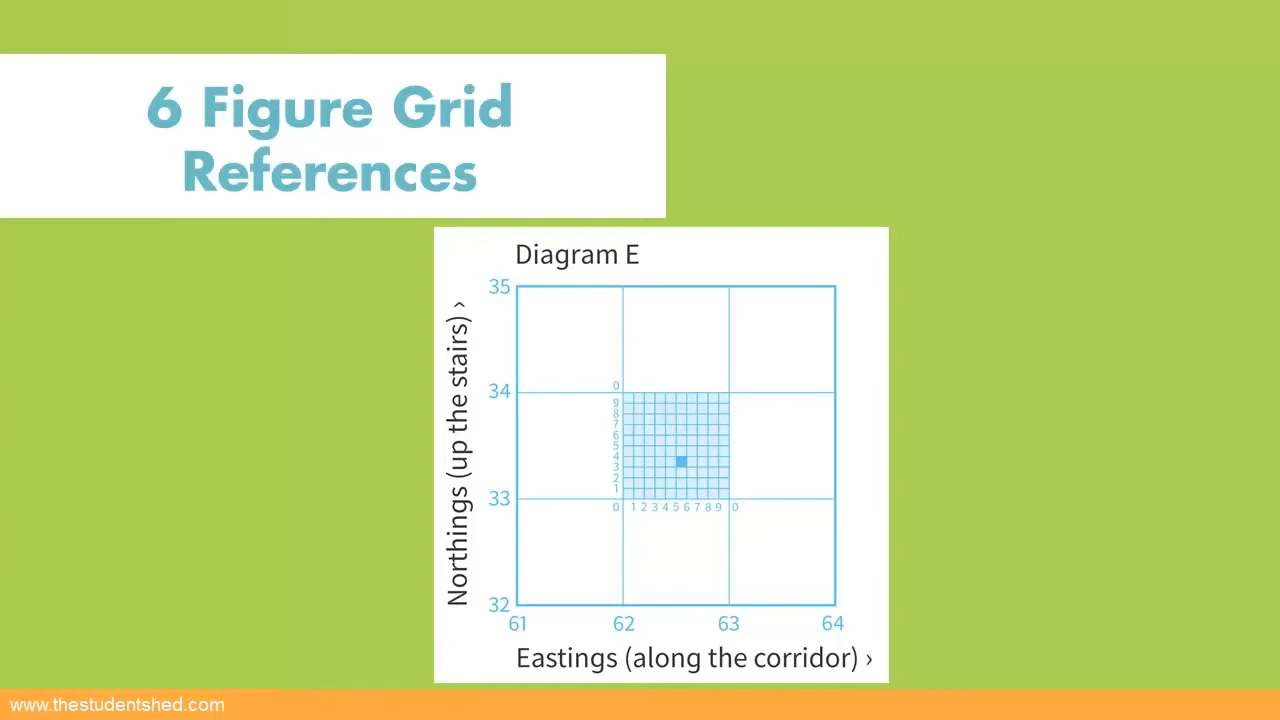 6 Figure Grid
References
Diagram E
Northings (up the stairs) ›
35
34
33
32
0
9
8
7
6
5
4
3
2
1
0 1 2 3 4 5 6 7 8 9 0
61 62 63 64
Eastings (along the corridor) ›
www.thestudentshed.com